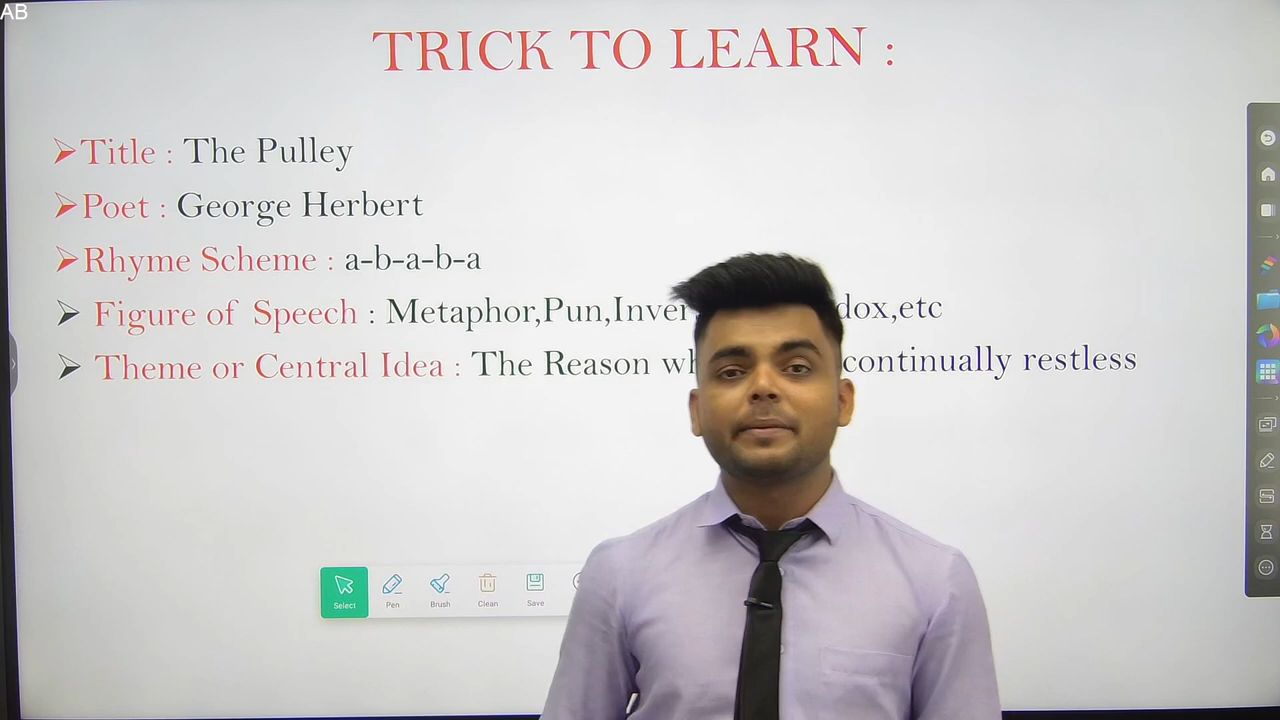 AB
TRICK TO LEARN :
➢Title : The Pulley
➢Poet : George Herbert
➢Rhyme Scheme : a-b-a-b-a
➢ Figure of Speech : Metaphor,Pun,Inver dox,etc
➢ Theme or Central Idea : The Reason wh continually restless
Select Pen Brush Clean Save